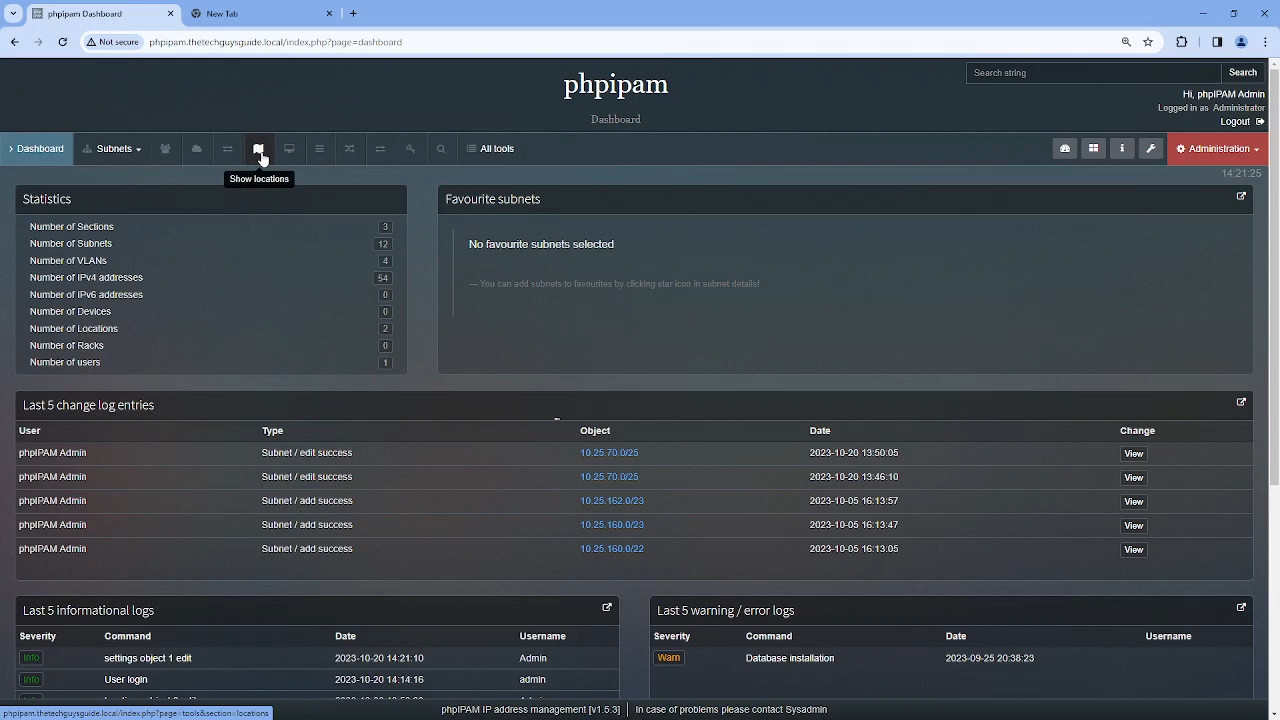 phpipam Dashboard
New Tab
Not secure
phpipam.thetechguysguide.local/index.php?page=dashboard
Search string
Search
phpipam
Hi, phpIPAM Admin
Logged in as Administrator
Dashboard
Logout
> Dashboard
Subnets
All tools
Administration
Show locations
14:21:25
Statistics
Number of Sections 3
Number of Subnets 12
Number of VLANs 4
Number of IPv4 addresses 54
Number of IPv6 addresses 0
Number of Devices 0
Number of Locations 2
Number of Racks 0
Number of users 1
Favourite subnets
No favourite subnets selected
— You can add subnets to favourites by clicking star icon in subnet details!
Last 5 change log entries
User Type Object Date Change
phpIPAM Admin Subnet / edit success 10.25.70.0/25 2023-10-20 13:50:05 View
phpIPAM Admin Subnet / edit success 10.25.70.0/25 2023-10-20 13:46:10 View
phpIPAM Admin Subnet / add success 10.25.162.0/23 2023-10-05 16:13:57 View
phpIPAM Admin Subnet / add success 10.25.160.0/23 2023-10-05 16:13:47 View
phpIPAM Admin Subnet / add success 10.25.160.0/22 2023-10-05 16:13:05 View
Last 5 informational logs
Severity Command Date Username
Info settings object 1 edit 2023-10-20 14:21:10 Admin
Info User login 2023-10-20 14:14:16 admin
Last 5 warning / error logs
Severity Command Date Username
Warn Database installation 2023-09-25 20:38:23
phpipam.thetechguysguide.local/index.php?page=tools&section=locations
phpIPAM IP address management [v1.5.3]
In case of problems please contact Sysadmin